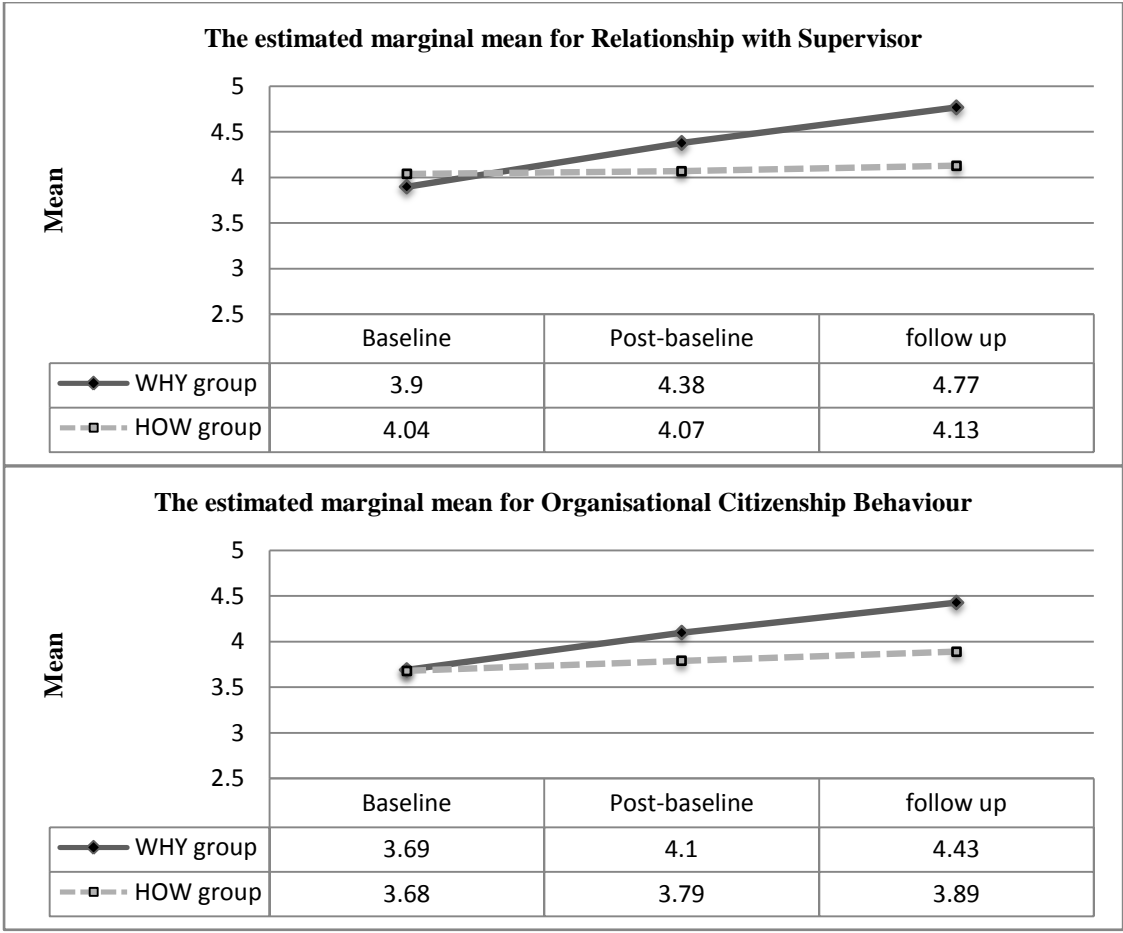 The estimated marginal mean for Relationship with Supervisor
Mean
5
4.5
4
3.5
3
2.5
Baseline Post-baseline follow up
WHY group 3.9 4.38 4.77
HOW group 4.04 4.07 4.13
The estimated marginal mean for Organisational Citizenship Behaviour
Mean
5
4.5
4
3.5
3
2.5
Baseline Post-baseline follow up
WHY group 3.69 4.1 4.43
HOW group 3.68 3.79 3.89